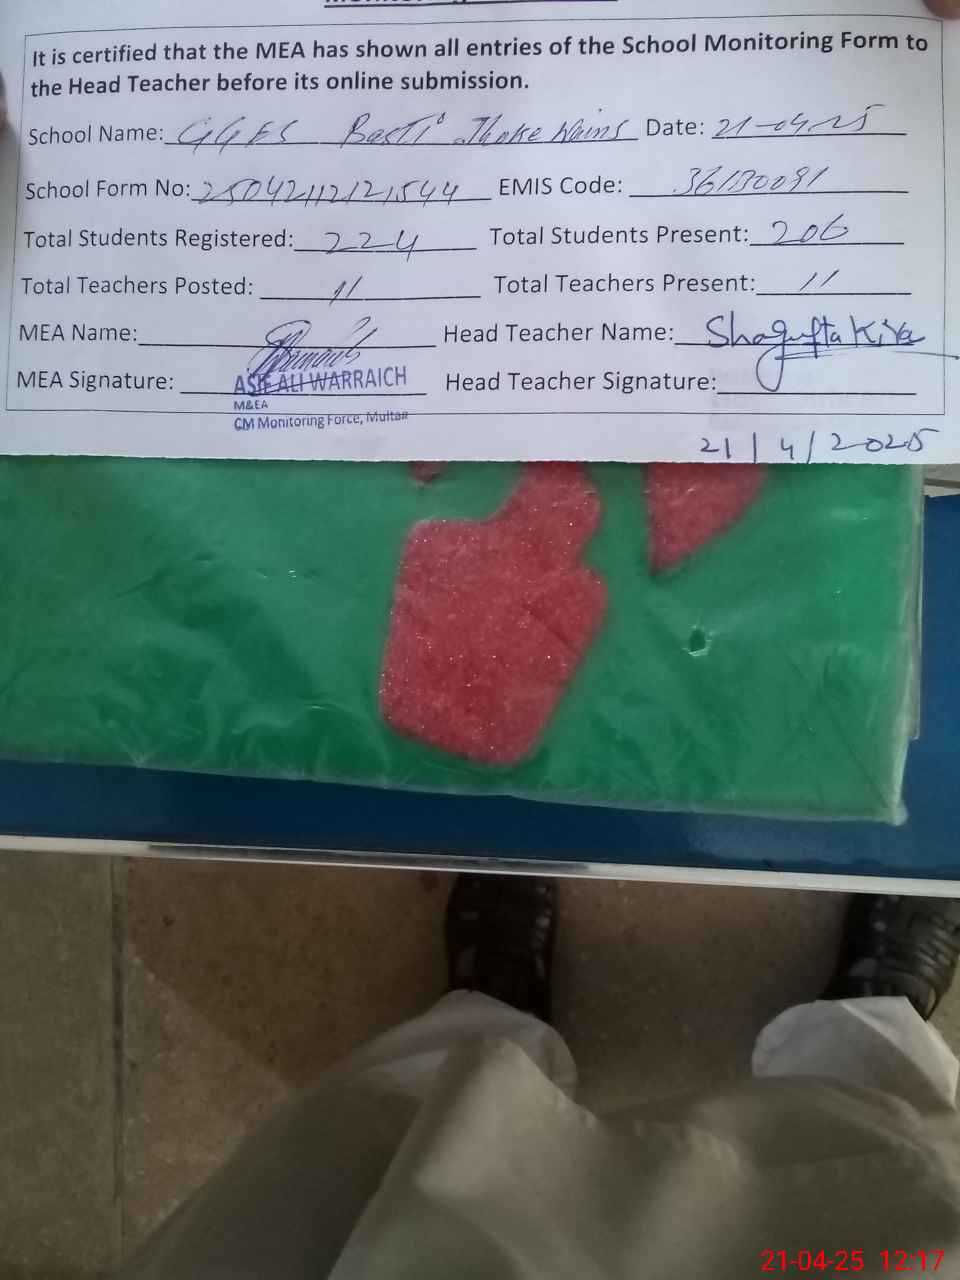 It is certified that the MEA has shown all entries of the School Monitoring Form to
the Head Teacher before its online submission.
School Name: GGES Basti Thoke Wains Date: 21-04-25
School Form No: EMIS Code: 36130091
Total Students Registered: 224 Total Students Present: 206
Total Teachers Posted: 11 Total Teachers Present: 11
MEA Name: Head Teacher Name: Shagufta
MEA Signature: ASIF ALI WARRAICH Head Teacher Signature:
M&EA
CM Monitoring Force, Multan
21/4/2025
21-04-25 12:17